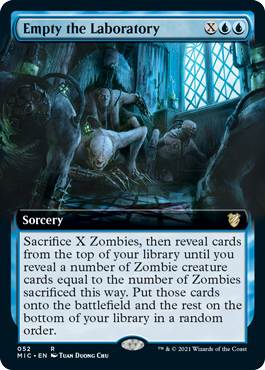 Empty the Laboratory X
Sorcery
Sacrifice X Zombies, then reveal cards
from the top of your library until you
reveal a number of Zombie creature
cards equal to the number of Zombies
sacrificed this way. Put those cards
onto the battlefield and the rest on the
bottom of your library in a random
order.
052 R
MIC • EN Tuan Duong Chu ™ & © 2021 Wizards of the Coast